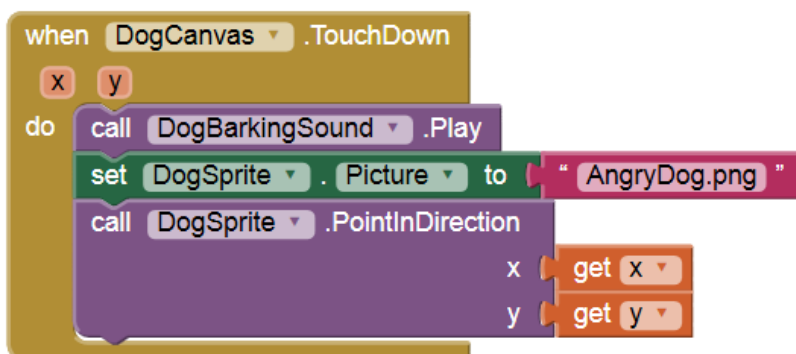 when DogCanvas .TouchDown
x y
do call DogBarkingSound .Play
set DogSprite . Picture to " AngryDog.png "
call DogSprite .PointInDirection
x get x
y get y